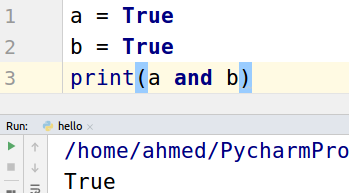 1 a = True
2 b = True
3 print(a and b)
Run: hello ×
/home/ahmed/PycharmPro
True